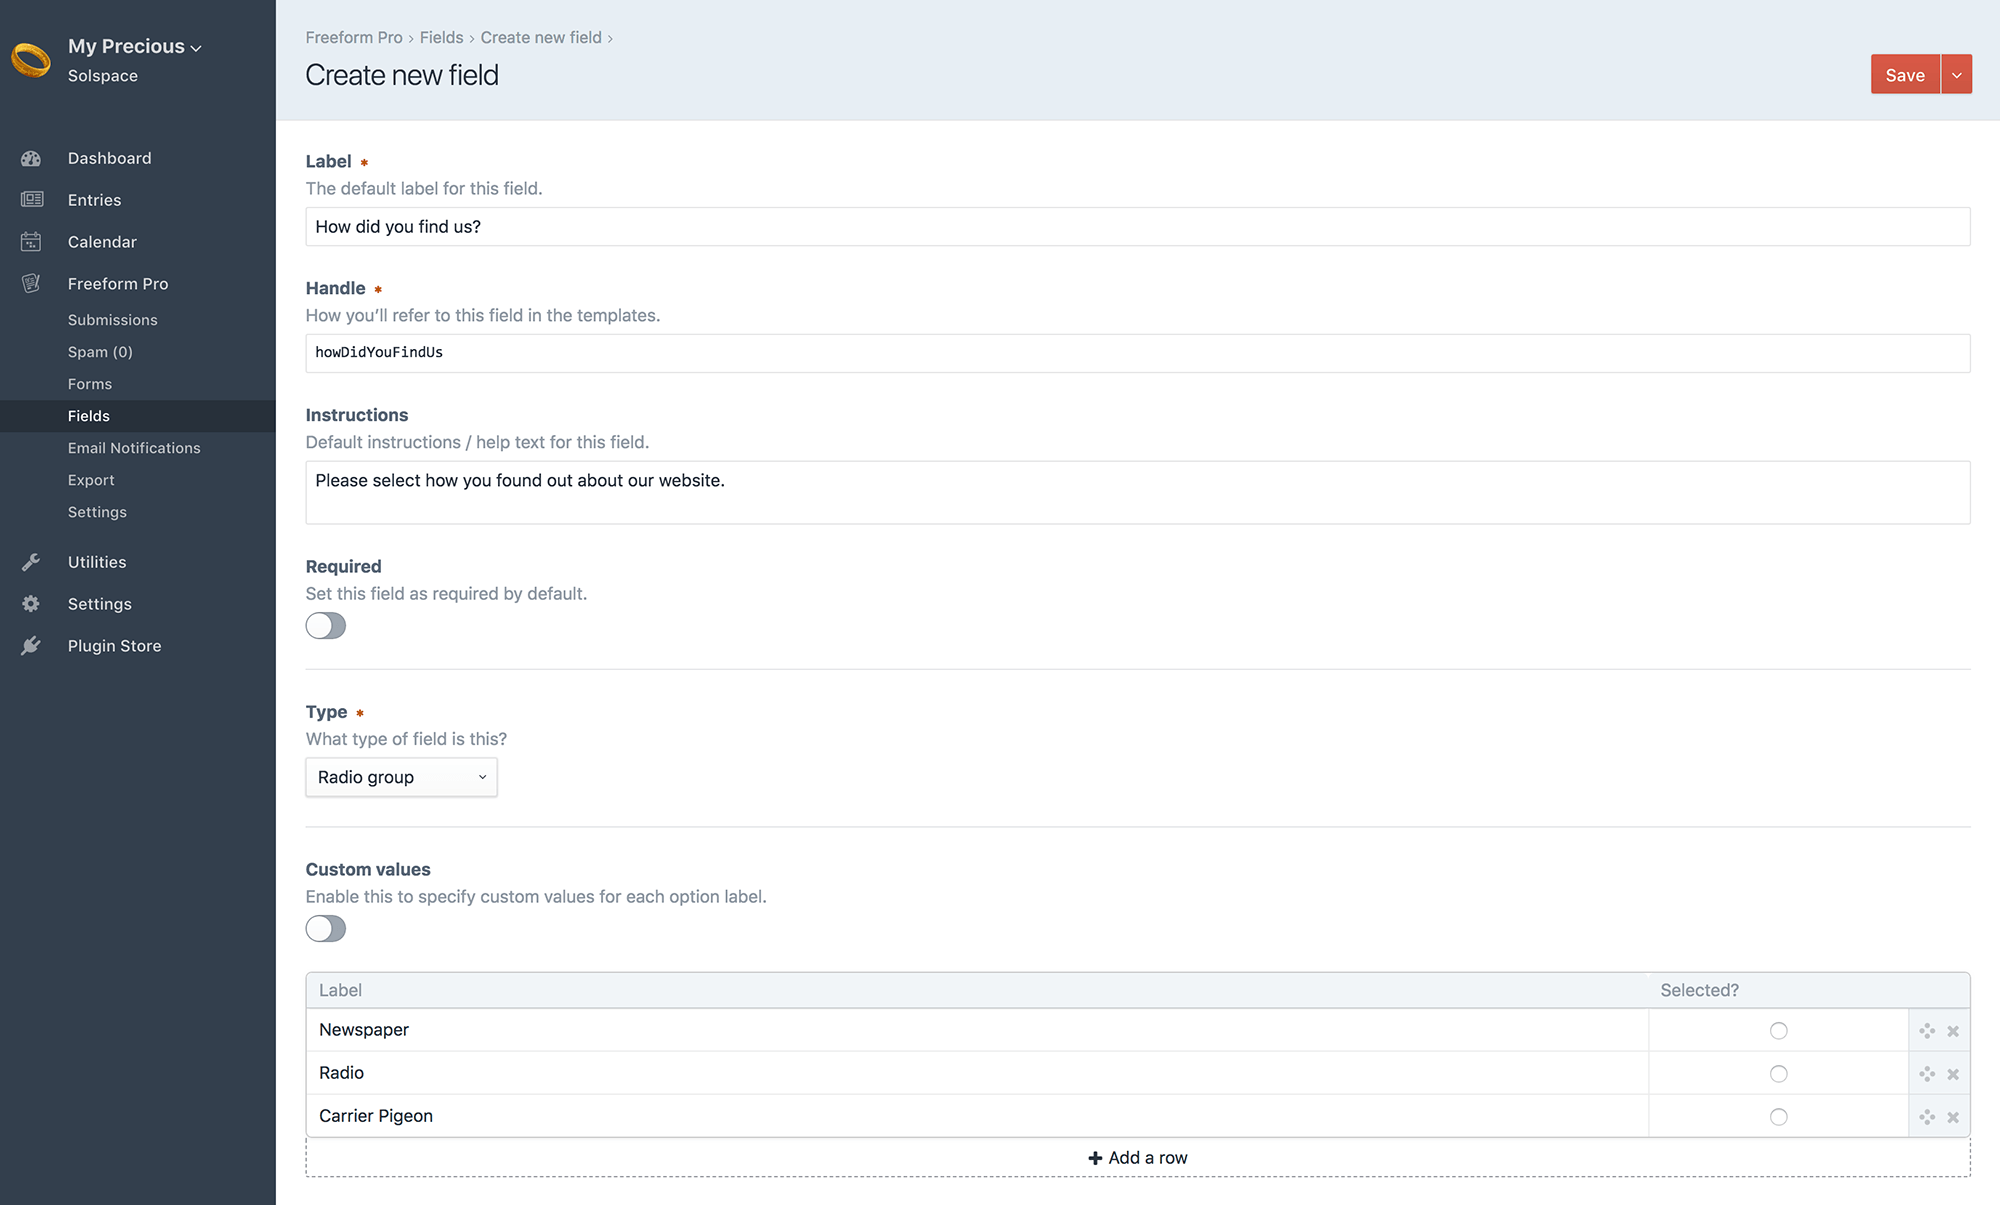 My Precious
Solspace
Dashboard
Entries
Calendar
Freeform Pro
Submissions
Spam (0)
Forms
Fields
Email Notifications
Export
Settings
Utilities
Settings
Plugin Store
Freeform Pro › Fields › Create new field ›
Create new field
Save
Label *
The default label for this field.
How did you find us?
Handle *
How you’ll refer to this field in the templates.
howDidYouFindUs
Instructions
Default instructions / help text for this field.
Please select how you found out about our website.
Required
Set this field as required by default.
Type *
What type of field is this?
Radio group
Custom values
Enable this to specify custom values for each option label.
Label Selected?
Newspaper
Radio
Carrier Pigeon
+ Add a row